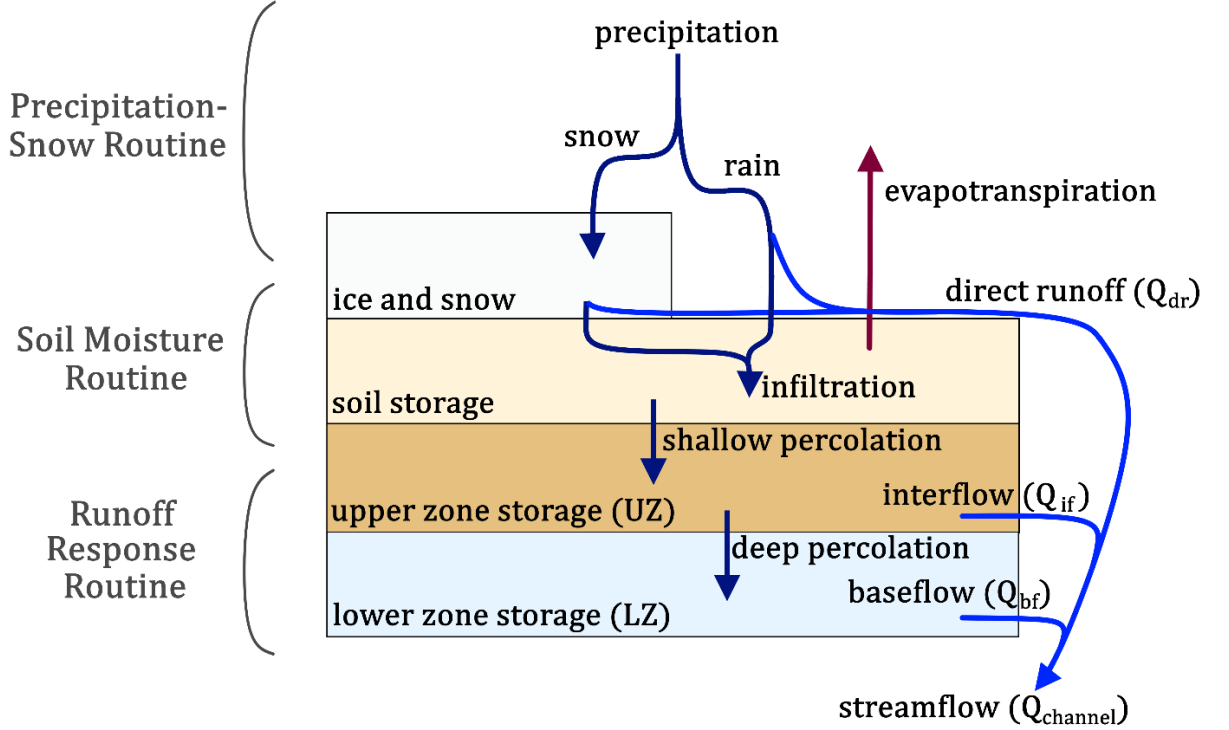 precipitation
Precipitation-
Snow Routine
snow
rain
evapotranspiration
ice and snow
direct runoff (Qdr)
Soil Moisture
Routine
infiltration
soil storage
shallow percolation
interflow (Qif)
upper zone storage (UZ)
Runoff
Response
Routine
deep percolation
baseflow (Qbf)
lower zone storage (LZ)
streamflow (Qchannel)